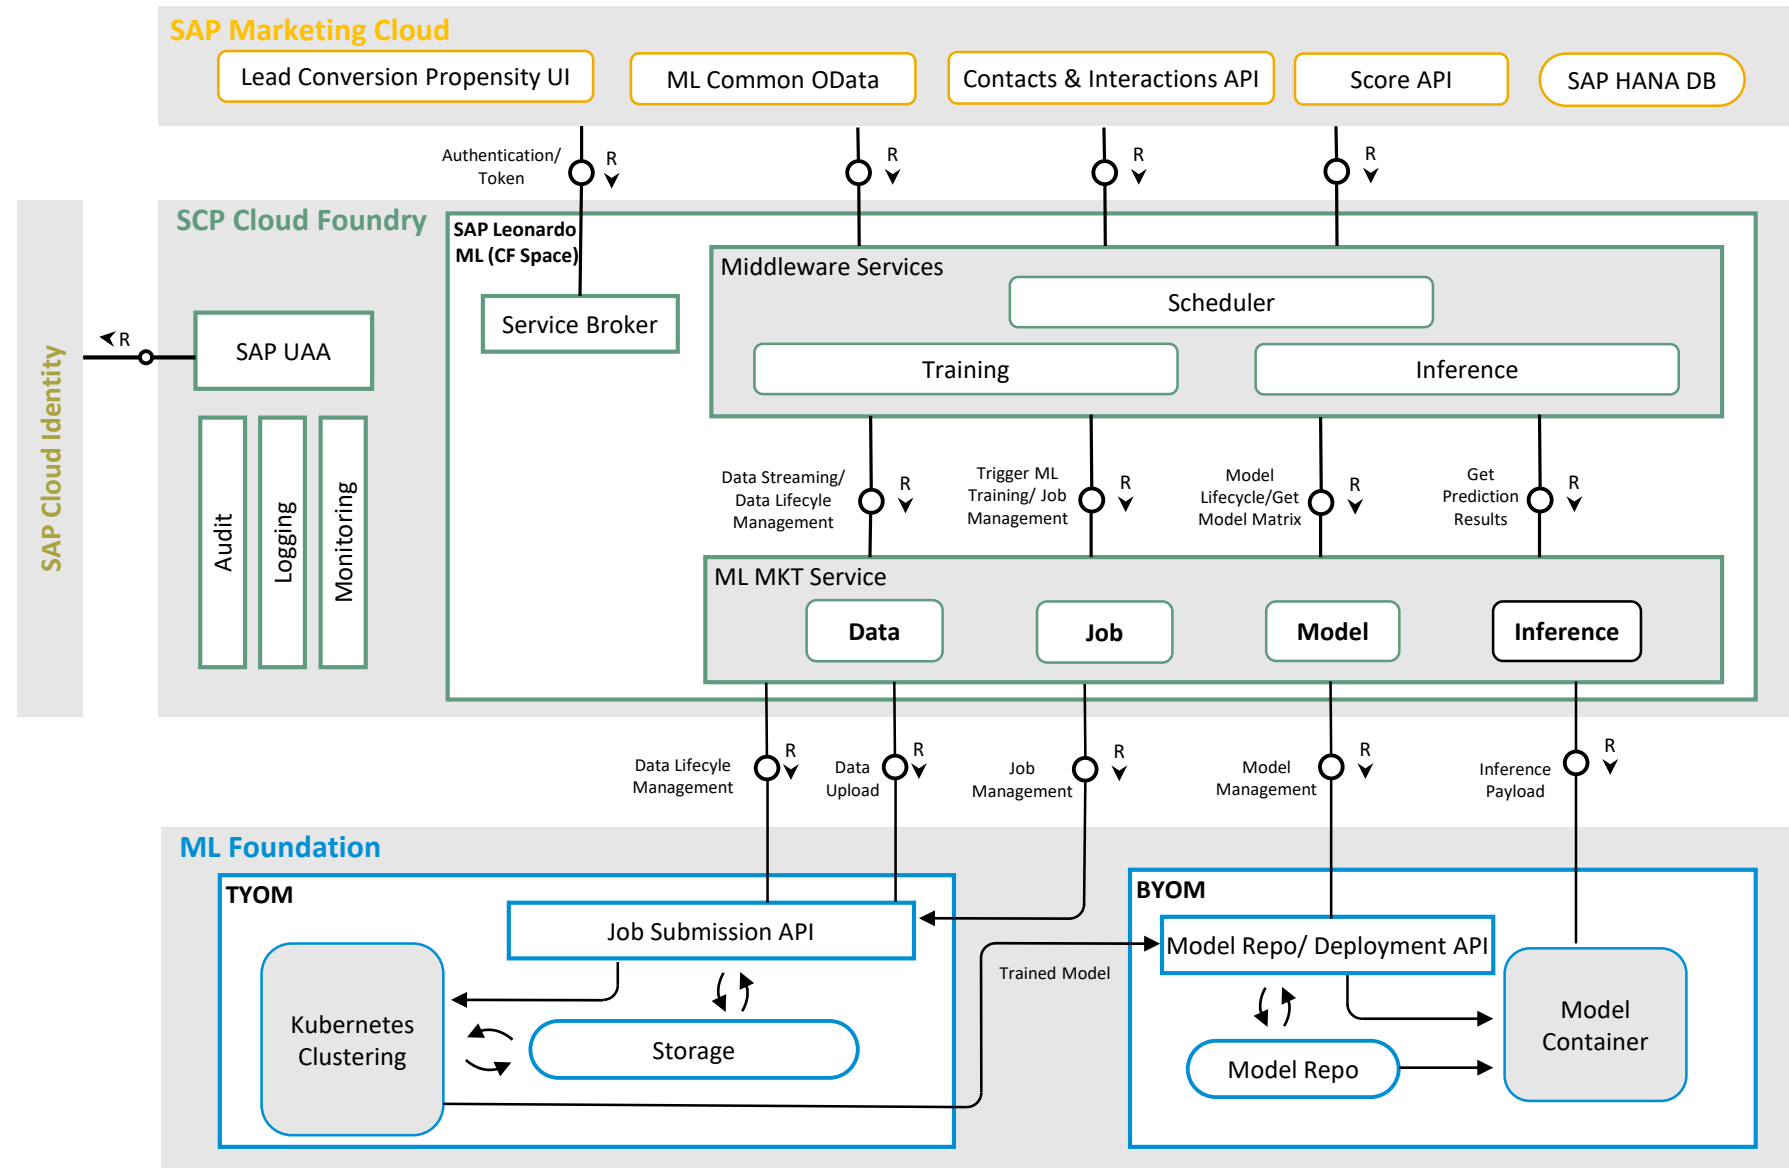 SAP Marketing Cloud
Lead Conversion Propensity UI
ML Common OData
Contacts & Interactions API
Score API
SAP HANA DB
Authentication/
Token
R
R
R
R
SAP Cloud Identity
SCP Cloud Foundry
SAP Leonardo
ML (CF Space)
Service Broker
Middleware Services
Scheduler
Training
Inference
R
SAP UAA
Audit
Logging
Monitoring
Data Streaming/
Data Lifecyle
Management
R
Trigger ML
Training/ Job
Management
R
Model
Lifecycle/Get
Model Matrix
R
Get
Prediction
Results
R
ML MKT Service
Data
Job
Model
Inference
Data Lifecyle
Management
R
Data
Upload
R
Job
Management
R
Model
Management
R
Inference
Payload
R
ML Foundation
TYOM
Job Submission API
Kubernetes
Clustering
Storage
Trained Model
BYOM
Model Repo/ Deployment API
Model Repo
Model
Container